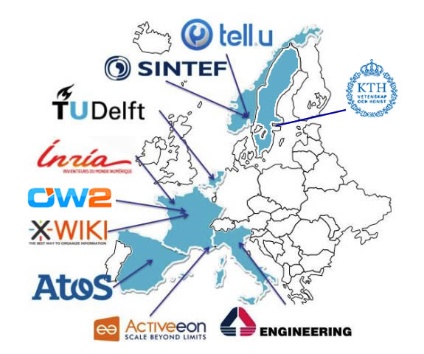 tell.u
SINTEF
KTH
VETENSKAP
OCH KONST
TUDelft
Inria
INVENTEURS DU MONDE NUMÉRIQUE
OW2
X-WIKI
THE BEST WAY TO ORGANIZE INFORMATION
Atos
ee Activeeon
SCALE BEYOND LIMITS
ENGINEERING